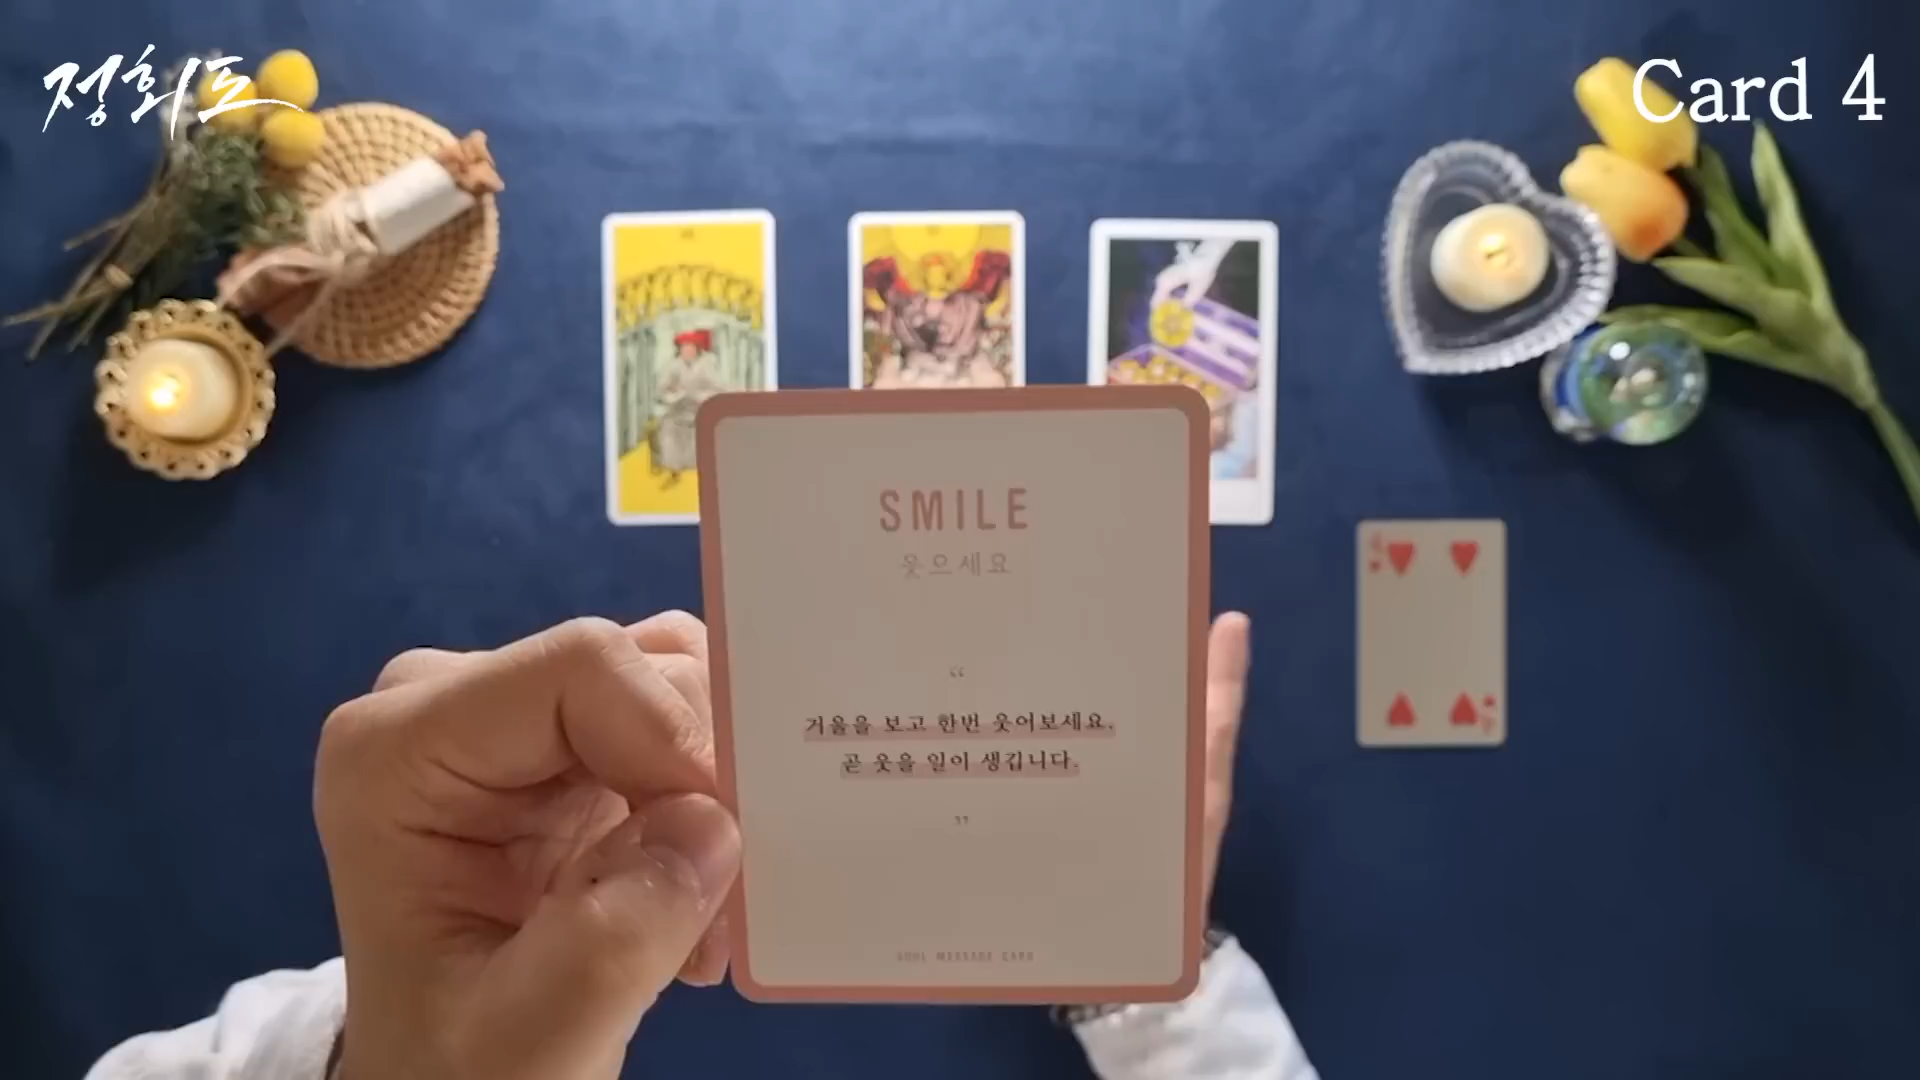 정회도
Card 4
SMILE
웃으세요
“
거울을 보고 한번 웃어보세요.
곧 웃을 일이 생깁니다.
”
SOUL MESSAGE CARD